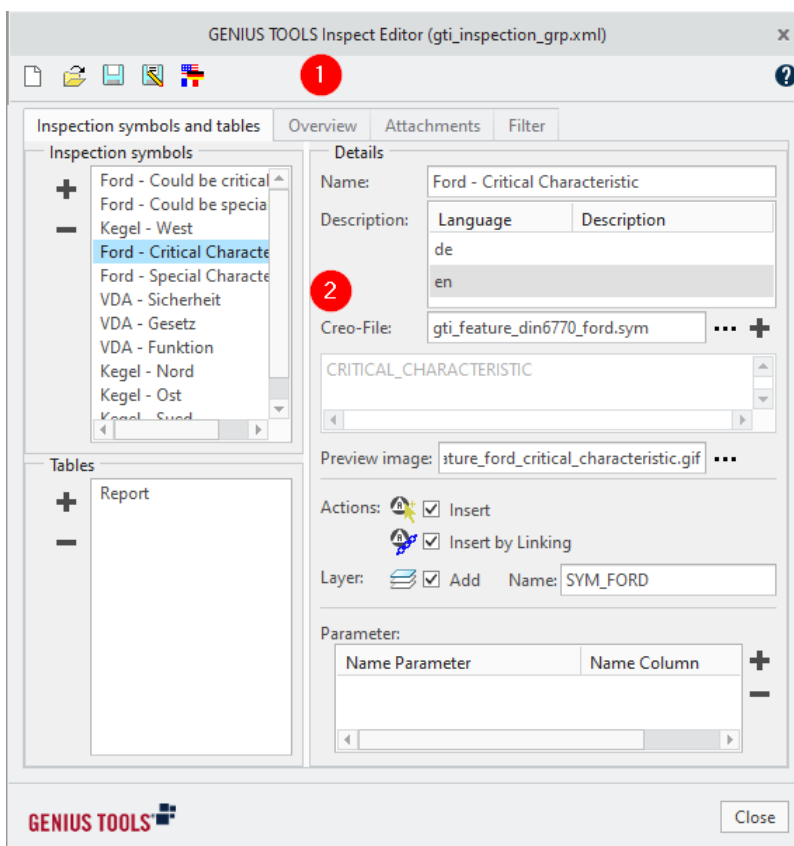 GENIUS TOOLS Inspect Editor (gti_inspection_grp.xml)
1
Inspection symbols and tables Overview Attachments Filter
Inspection symbols
Ford - Could be critical
Ford - Could be specia
Kegel - West
Ford - Critical Characte
Ford - Special Characte
VDA - Sicherheit
VDA - Gesetz
VDA - Funktion
Kegel - Nord
Kegel - Ost
Kegel - Sued
Tables
Report
Details
Name: Ford - Critical Characteristic
Description: Language Description
de
en
2
Creo-File: gti_feature_din6770_ford.sym
CRITICAL_CHARACTERISTIC
Preview image: ature_ford_critical_characteristic.gif
Actions: Insert
Insert by Linking
Layer: Add Name: SYM_FORD
Parameter:
Name Parameter Name Column
GENIUS TOOLS
Close